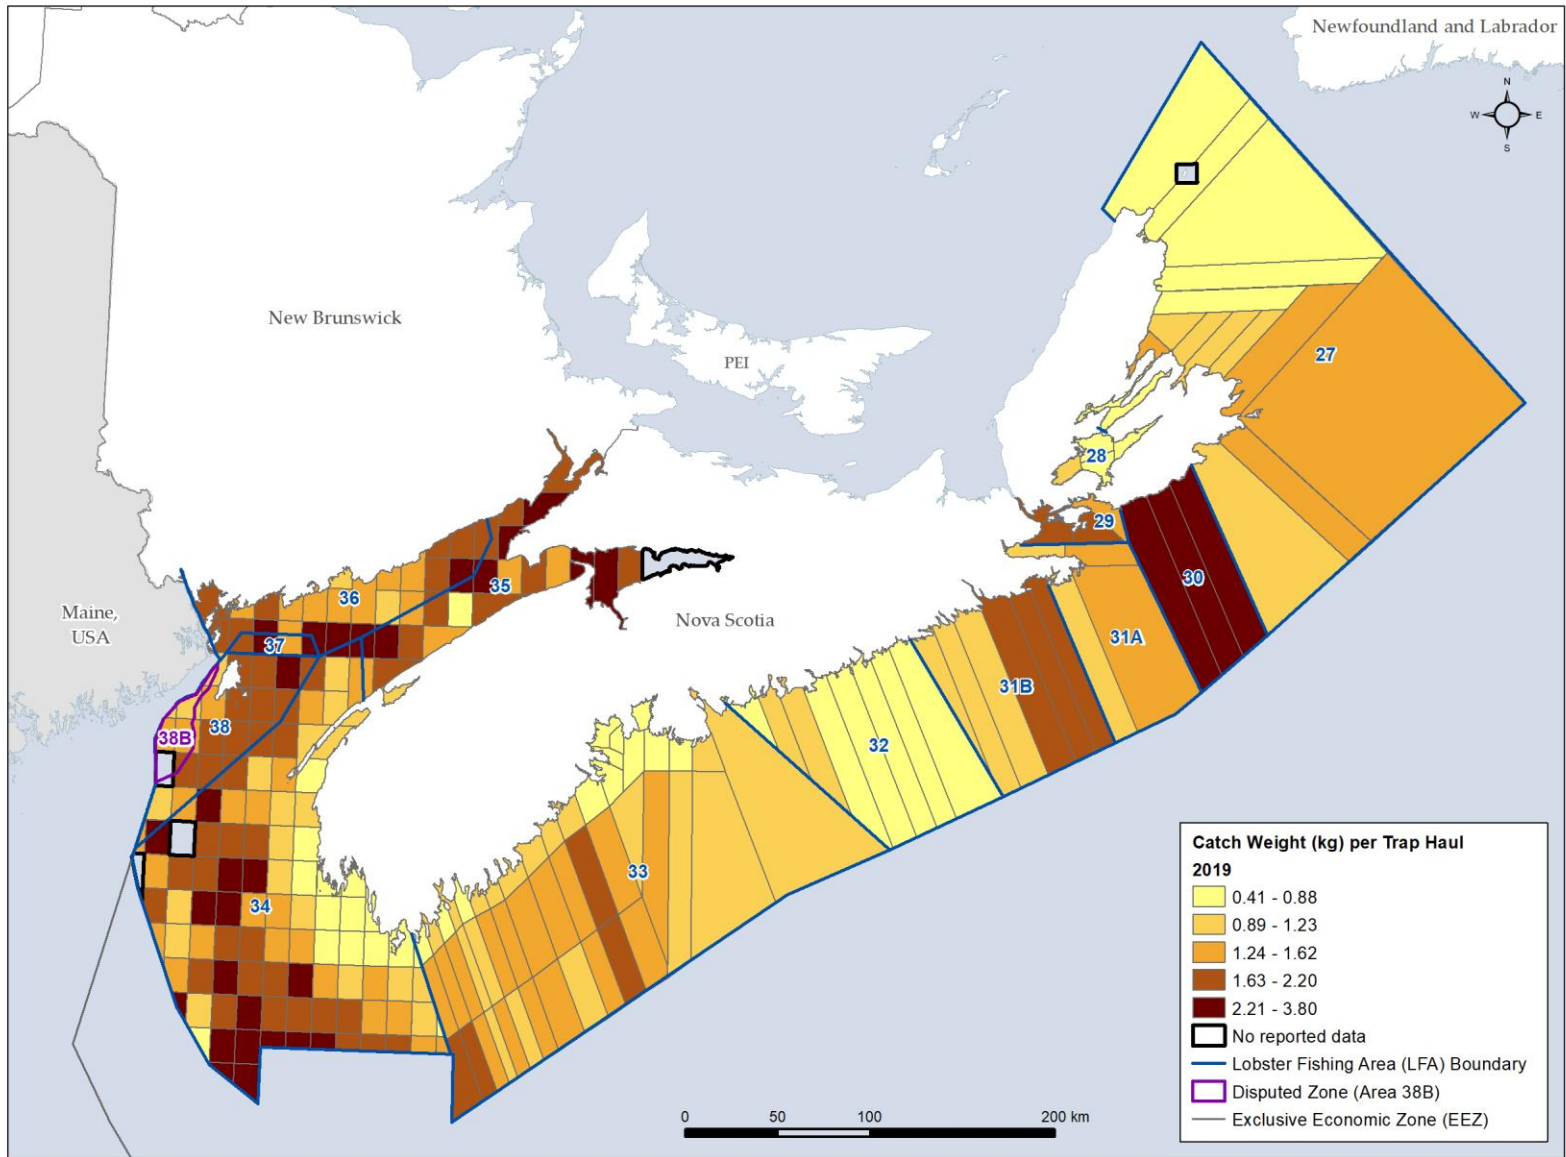 Newfoundland and Labrador
N
W E
S
New Brunswick
PEI
27
28
29
30
Maine,
USA
36
35
Nova Scotia
37
31A
31B
38
38B
32
33
34
Catch Weight (kg) per Trap Haul
2019
0.41 - 0.88
0.89 - 1.23
1.24 - 1.62
1.63 - 2.20
2.21 - 3.80
No reported data
Lobster Fishing Area (LFA) Boundary
Disputed Zone (Area 38B)
Exclusive Economic Zone (EEZ)
0 50 100 200 km